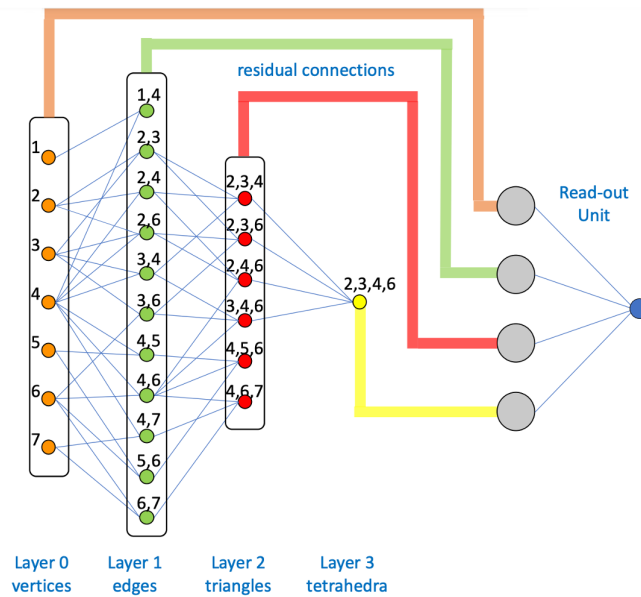 residual connections
1,4
1
2,3
2
2,4
2,3,4
Read-out
Unit
2,6
2,3,6
3
3,4
2,4,6
2,3,4,6
4
3,6
3,4,6
5
4,5
4,5,6
6
4,6
4,6,7
7
4,7
5,6
6,7
Layer 0
vertices
Layer 1
edges
Layer 2
triangles
Layer 3
tetrahedra